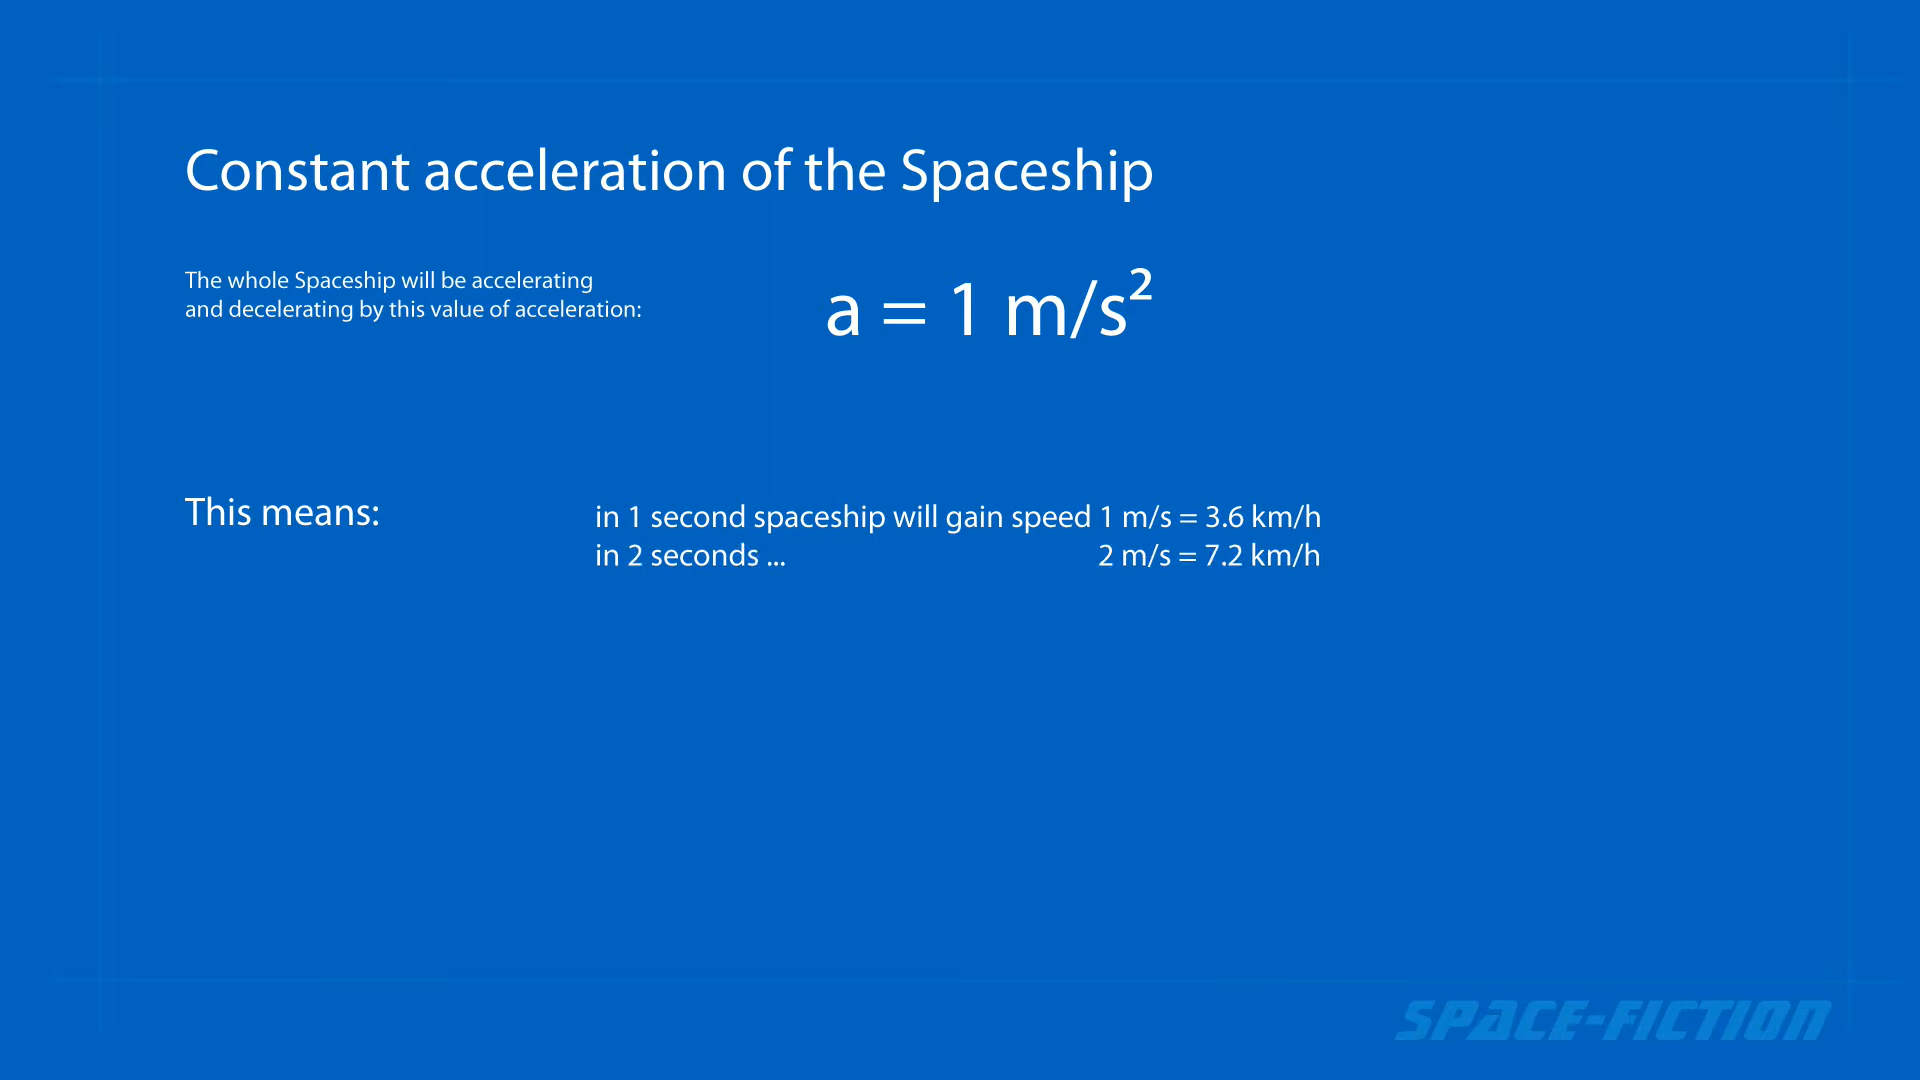 Constant acceleration of the Spaceship
The whole Spaceship will be accelerating
and decelerating by this value of acceleration:
a = 1 m/s²
This means:
in 1 second spaceship will gain speed 1 m/s = 3.6 km/h
in 2 seconds ... 2 m/s = 7.2 km/h
SPACE-FICTION